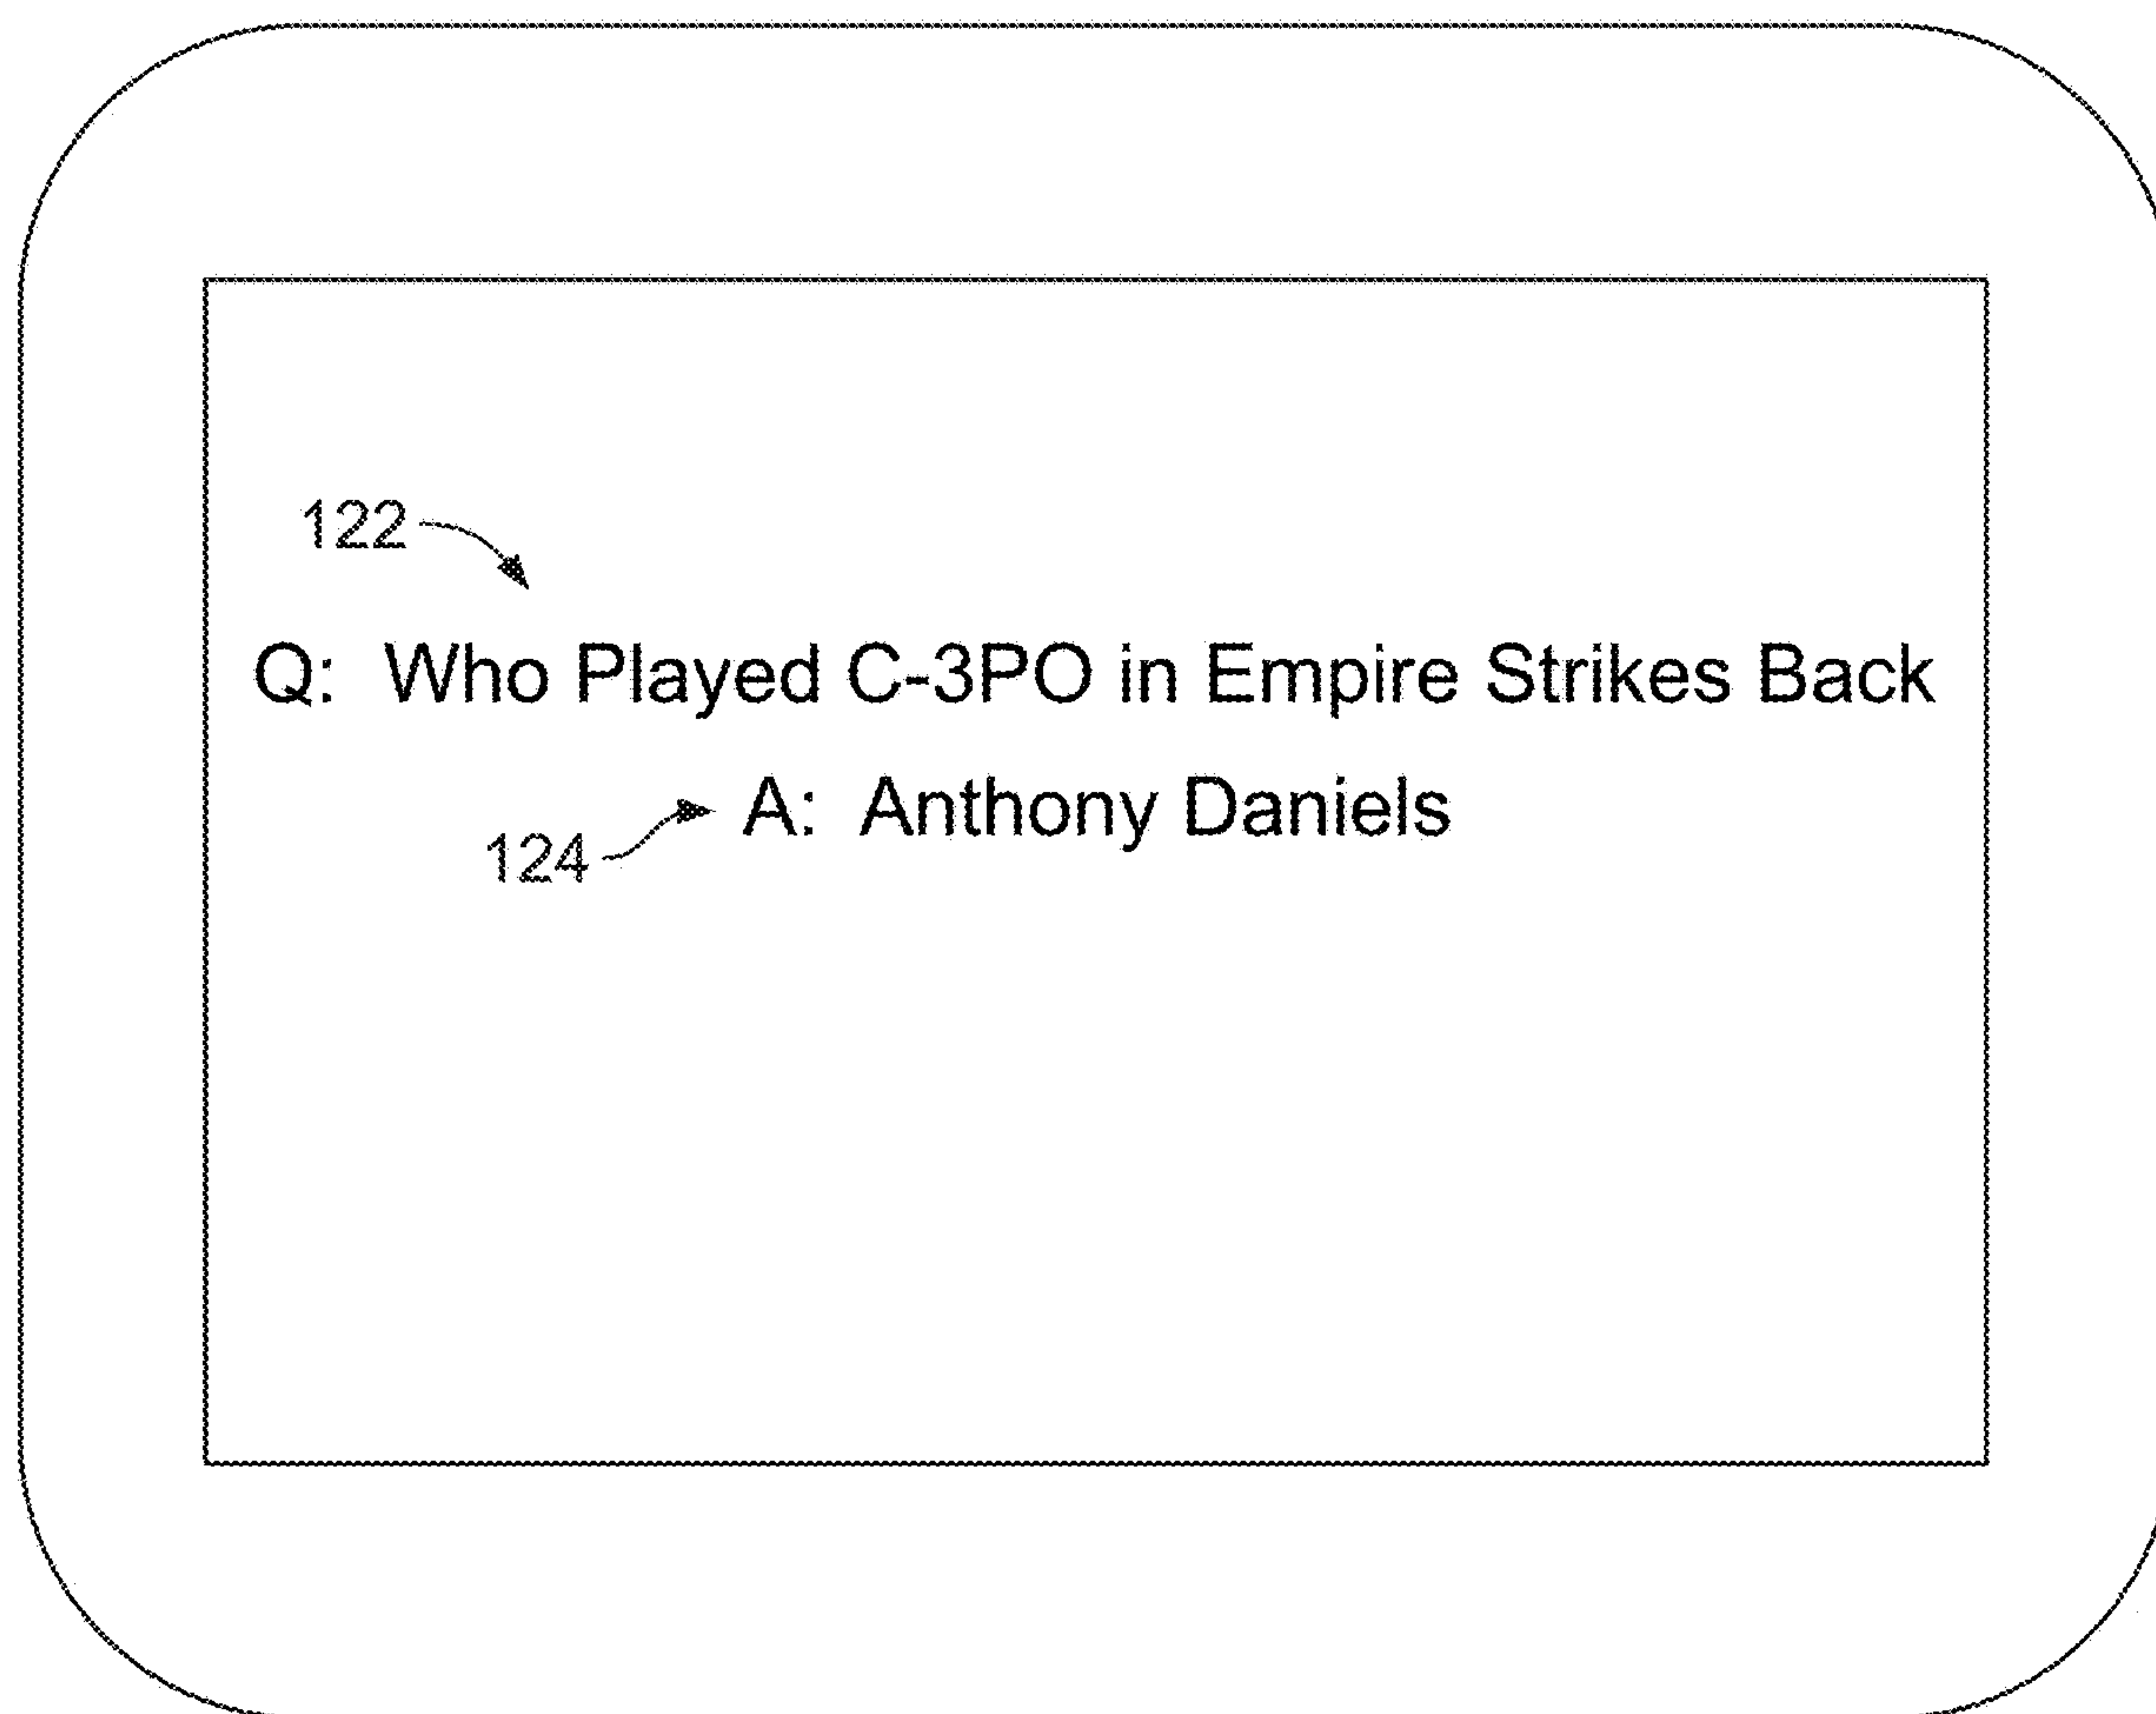 122
Q: Who Played C-3PO in Empire Strikes Back
A: Anthony Daniels
124